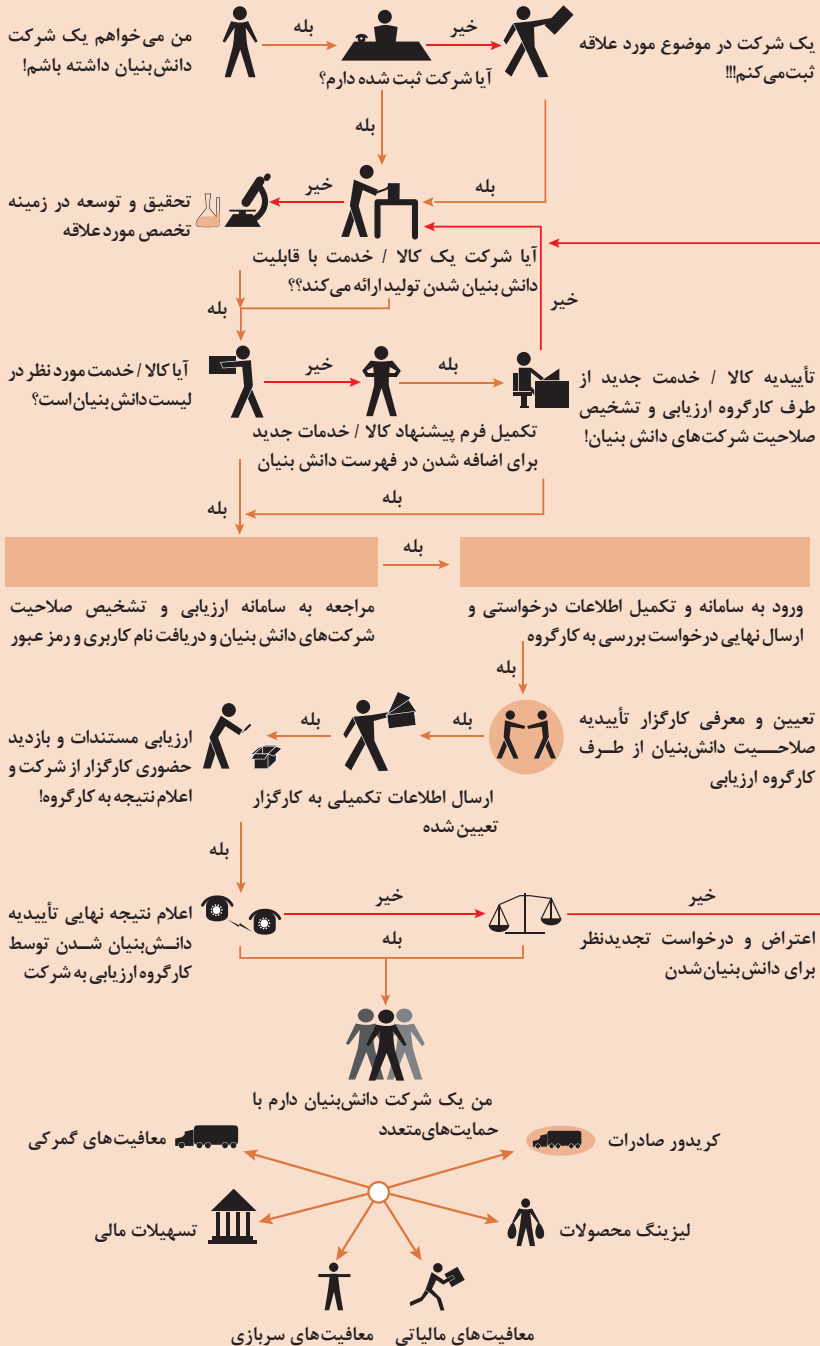 من می‌خواهم یک شرکت
دانش‌بنیان داشته باشم!
بله
آیا شرکت ثبت شده دارم؟
خیر
یک شرکت در موضوع مورد علاقه
ثبت‌می‌کنم!!!
بله
بله
خیر
تحقیق و توسعه در زمینه
تخصص مورد علاقه
آیا شرکت یک کالا / خدمت با قابلیت
دانش بنیان شدن تولید ارائه می‌کند؟؟
خیر
بله
آیا کالا / خدمت مورد نظر در
لیست دانش‌بنیان است؟
خیر
تکمیل فرم پیشنهاد کالا / خدمات جدید
برای اضافه شدن در فهرست دانش بنیان
بله
تأییدیه کالا / خدمت جدید از
طرف کارگروه ارزیابی و تشخیص
صلاحیت شرکت‌های دانش بنیان!
بله
بله
بله
مراجعه به سامانه ارزیابی و تشخیص صلاحیت
شرکت‌های دانش بنیان و دریافت نام کاربری و رمز عبور
ورود به سامانه و تکمیل اطلاعات درخواستی و
ارسال نهایی درخواست بررسی به کارگروه
بله
تعیین و معرفی کارگزار تأییدیه
صلاحـــیت دانش‌بنیان از طـــرف
کارگروه ارزیابی
بله
ارسال اطلاعات تکمیلی به کارگزار
تعیین شده
بله
ارزیابی مستندات و بازدید
حضوری کارگزار از شرکت و
اعلام نتیجه به کارگروه!
بله
اعلام نتیجه نهایی تأییدیه
دانــش‌بنیان شــدن توسط
کارگروه ارزیابی به شرکت
خیر
بله
اعتراض و درخواست تجدیدنظر
برای دانش‌بنیان‌شدن
خیر
من یک شرکت دانش‌بنیان دارم با
حمایت‌های‌متعدد
کریدور صادرات
معافیت‌های گمرکی
لیزینگ محصولات
تسهیلات مالی
معافیت‌های مالیاتی
معافیت‌های سربازی